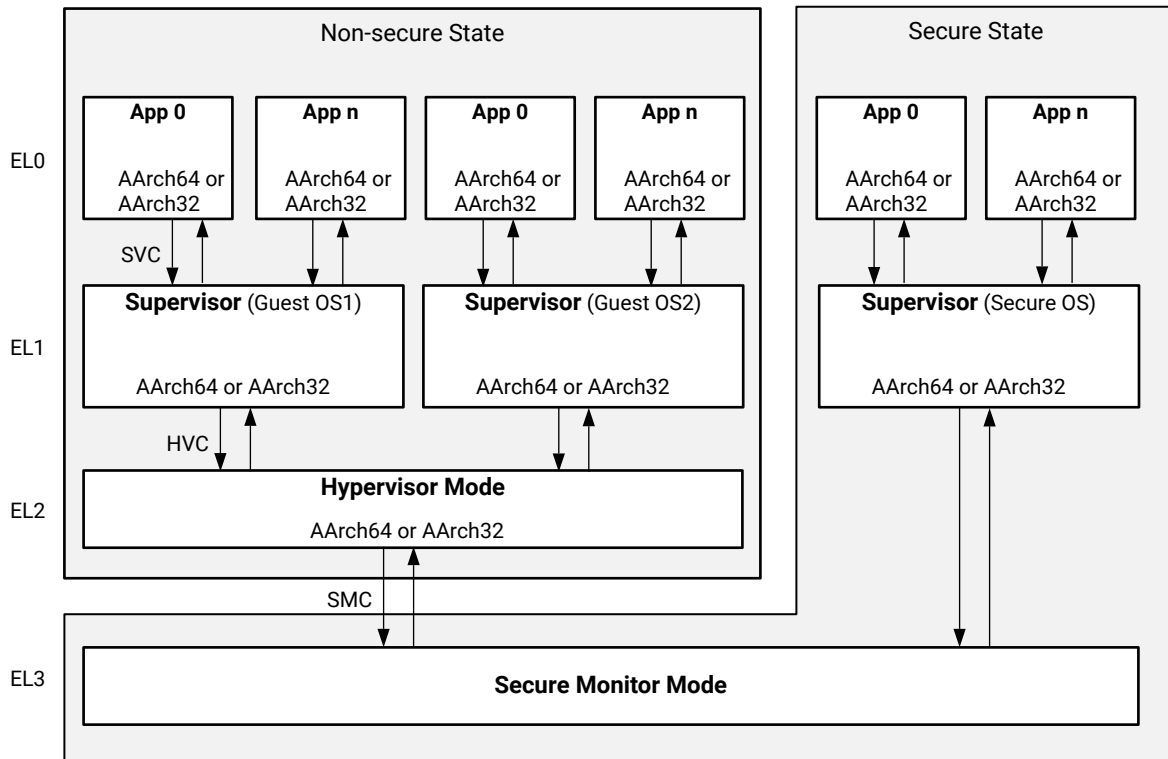 Non-secure State
Secure State
App 0
App n
App 0
App n
App 0
App n
EL0
AArch64 or
AArch32
AArch64 or
AArch32
AArch64 or
AArch32
AArch64 or
AArch32
AArch64 or
AArch32
AArch64 or
AArch32
SVC
Supervisor (Guest OS1)
Supervisor (Guest OS2)
Supervisor (Secure OS)
EL1
AArch64 or AArch32
AArch64 or AArch32
AArch64 or AArch32
HVC
Hypervisor Mode
EL2
AArch64 or AArch32
SMC
EL3
Secure Monitor Mode